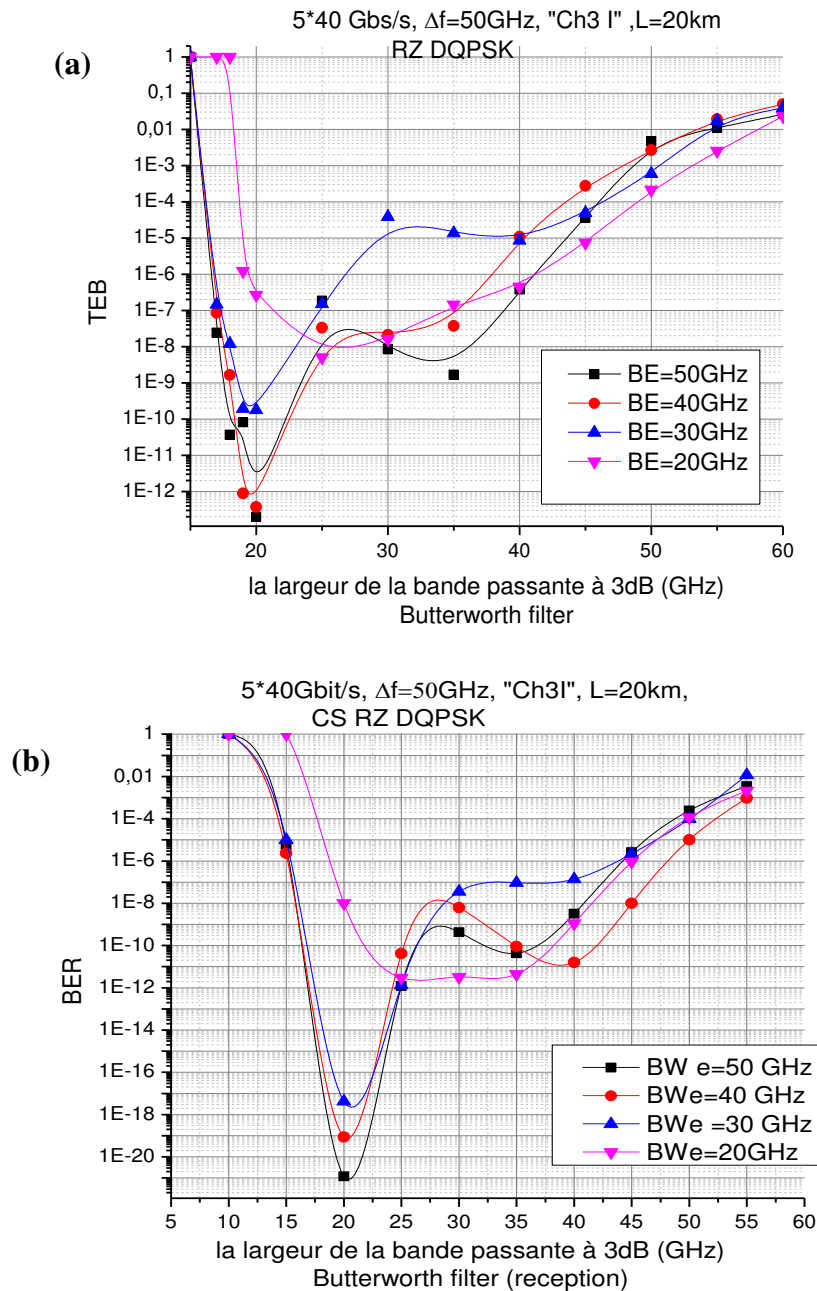 5*40 Gbs/s, Δf=50GHz, "Ch3 I" ,L=20km
RZ DQPSK
(a)
1
0,1
0,01
1E-3
1E-4
1E-5
1E-6
1E-7
1E-8
1E-9
1E-10
1E-11
1E-12
TEB
BE=50GHz
BE=40GHz
BE=30GHz
BE=20GHz
20 30 40 50 60
la largeur de la bande passante à 3dB (GHz)
Butterworth filter
5*40Gbit/s, Δf=50GHz, "Ch3I", L=20km,
CS RZ DQPSK
(b)
1
0,01
1E-4
1E-6
1E-8
1E-10
1E-12
1E-14
1E-16
1E-18
1E-20
BER
BW e=50 GHz
BWe=40 GHz
BWe =30 GHz
BWe=20GHz
5 10 15 20 25 30 35 40 45 50 55 60
la largeur de la bande passante à 3dB (GHz)
Butterworth filter (reception)